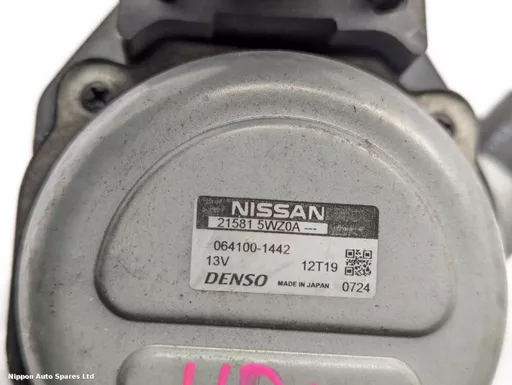 NISSAN
21581 5WZ0A ---
064100-1442
13V 12T19
DENSO MADE IN JAPAN 0724
Nippon Auto Spares Ltd